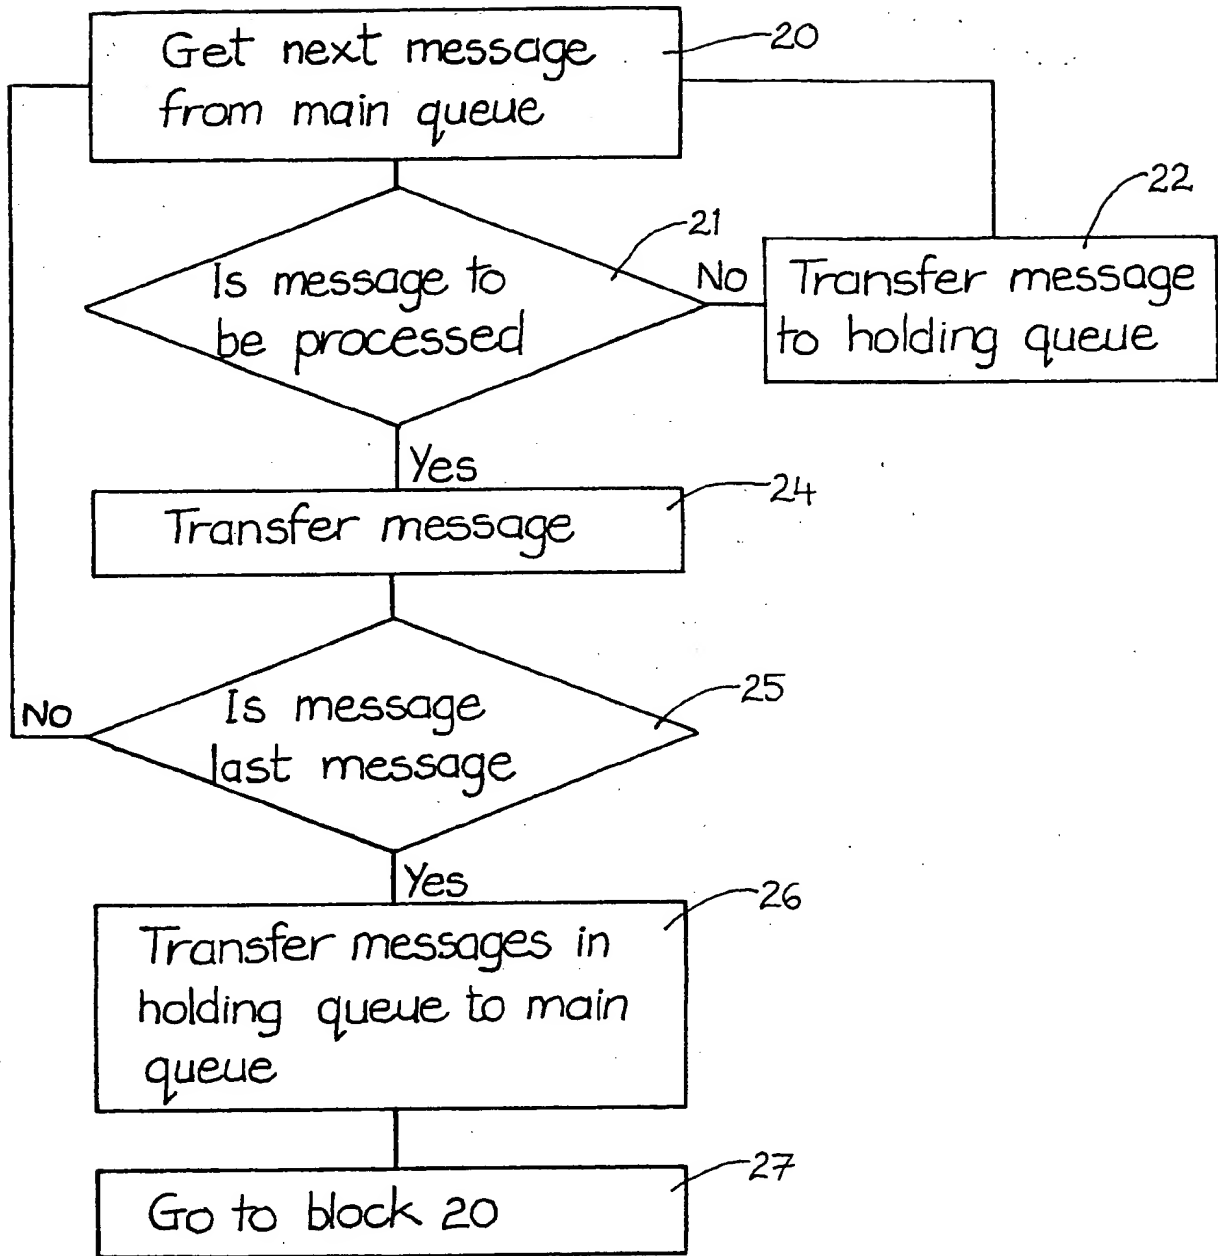 Get next message
from main queue
20
Is message to
be processed
21
No
Transfer message
to holding queue
22
Yes
Transfer message
24
Is message
last message
25
No
Yes
Transfer messages in
holding queue to main
queue
26
Go to block 20
27